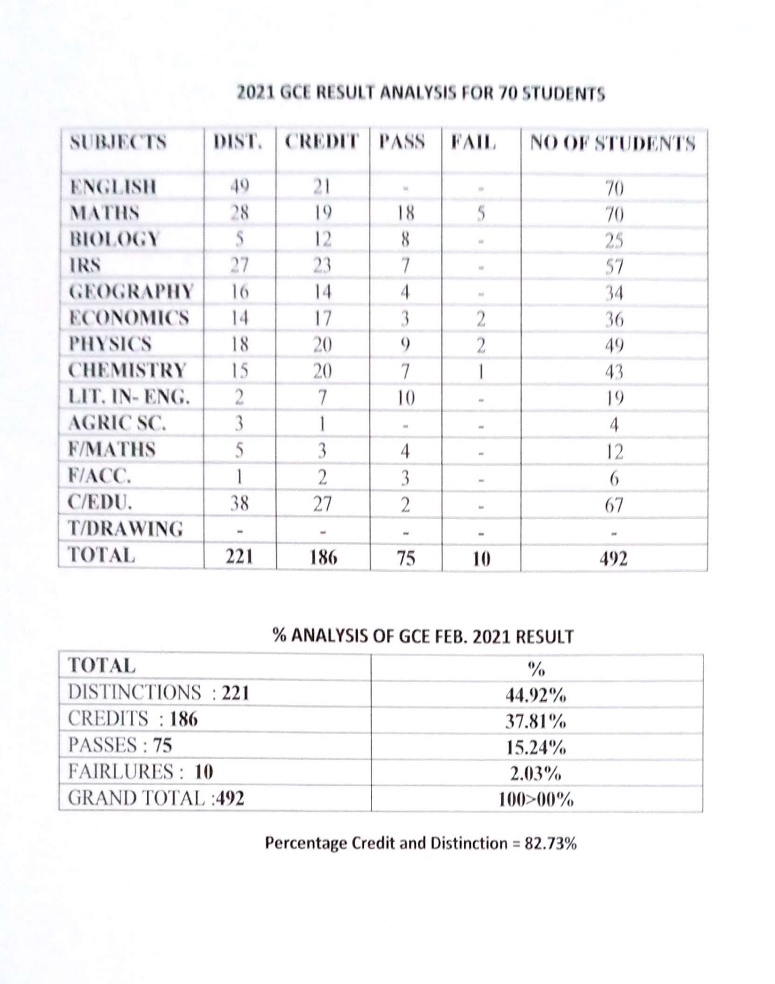 2021 GCE RESULT ANALYSIS FOR 70 STUDENTS
SUBJECTS DIST. CREDIT PASS FAIL NO OF STUDENTS
ENGLISH 49 21 - - 70
MATHS 28 19 18 5 70
BIOLOGY 5 12 8 - 25
IRS 27 23 7 - 57
GEOGRAPHY 16 14 4 - 34
ECONOMICS 14 17 3 2 36
PHYSICS 18 20 9 2 49
CHEMISTRY 15 20 7 1 43
LIT. IN- ENG. 2 7 10 - 19
AGRIC SC. 3 1 - - 4
F/MATHS 5 3 4 - 12
F/ACC. 1 2 3 - 6
C/EDU. 38 27 2 - 67
T/DRAWING - - - - -
TOTAL 221 186 75 10 492
% ANALYSIS OF GCE FEB. 2021 RESULT
TOTAL %
DISTINCTIONS : 221 44.92%
CREDITS : 186 37.81%
PASSES : 75 15.24%
FAIRLURES : 10 2.03%
GRAND TOTAL :492 100>00%
Percentage Credit and Distinction = 82.73%